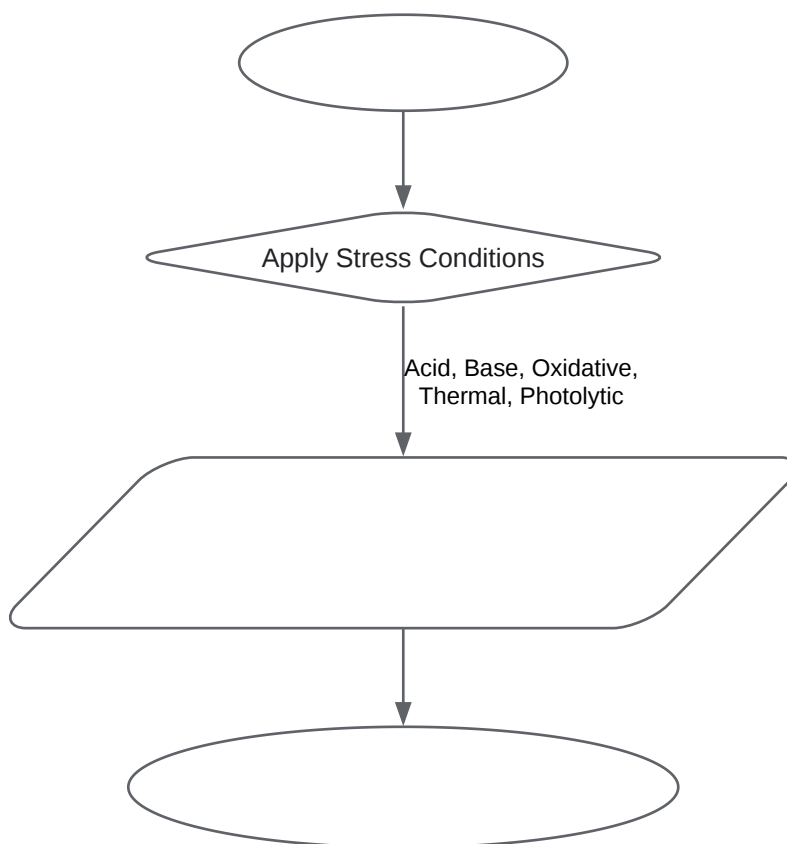 Apply Stress Conditions
Acid, Base, Oxidative,
Thermal, Photolytic